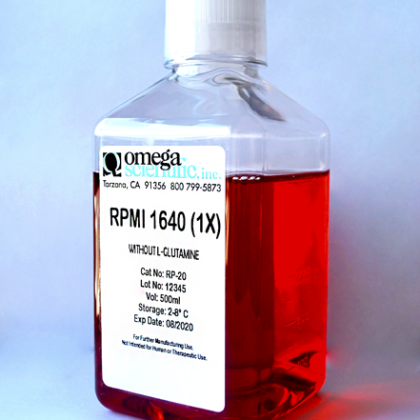 omega
scientific, inc.
Tarzana, CA 91356 800 799-5873
RPMI 1640 (1X)
WITHOUT L-GLUTAMINE
Cat No: RP-20
Lot No: 12345
Vol: 500ml
Storage: 2-8° C
Exp Date: 08/2020
For Further Manufacturing Use.
Not Intended for Human or Therapeutic Use.